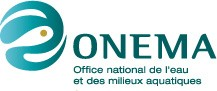 ONEMA
Office national de l'eau
et des milieux aquatiques